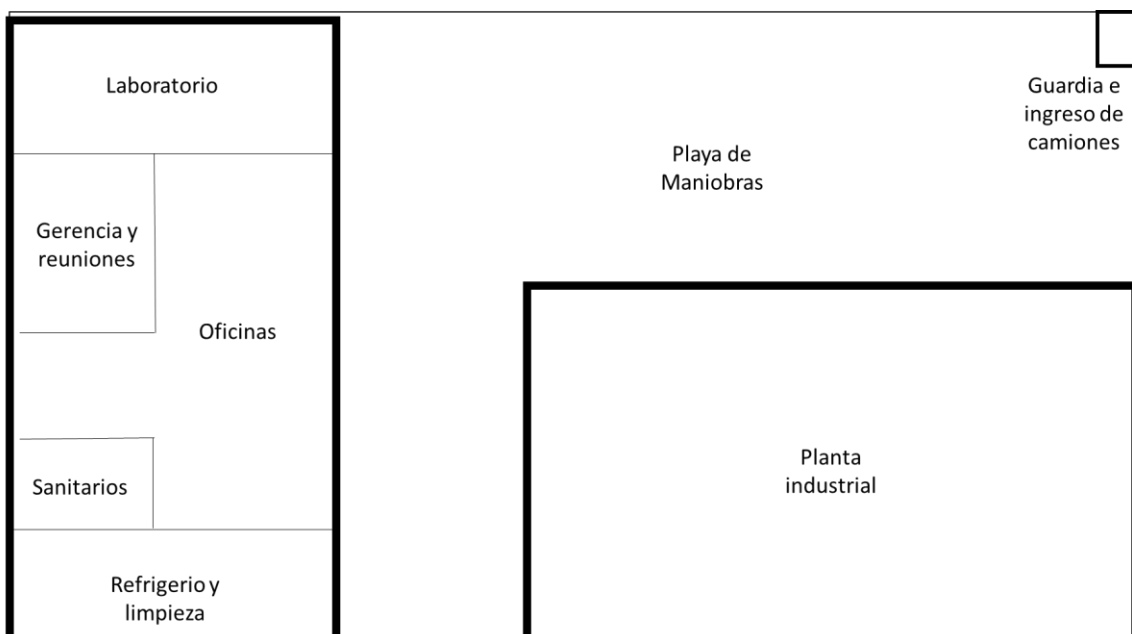 Laboratorio
Guardia e
ingreso de
camiones
Playa de
Maniobras
Gerencia y
reuniones
Oficinas
Planta
industrial
Sanitarios
Refrigerio y
limpieza